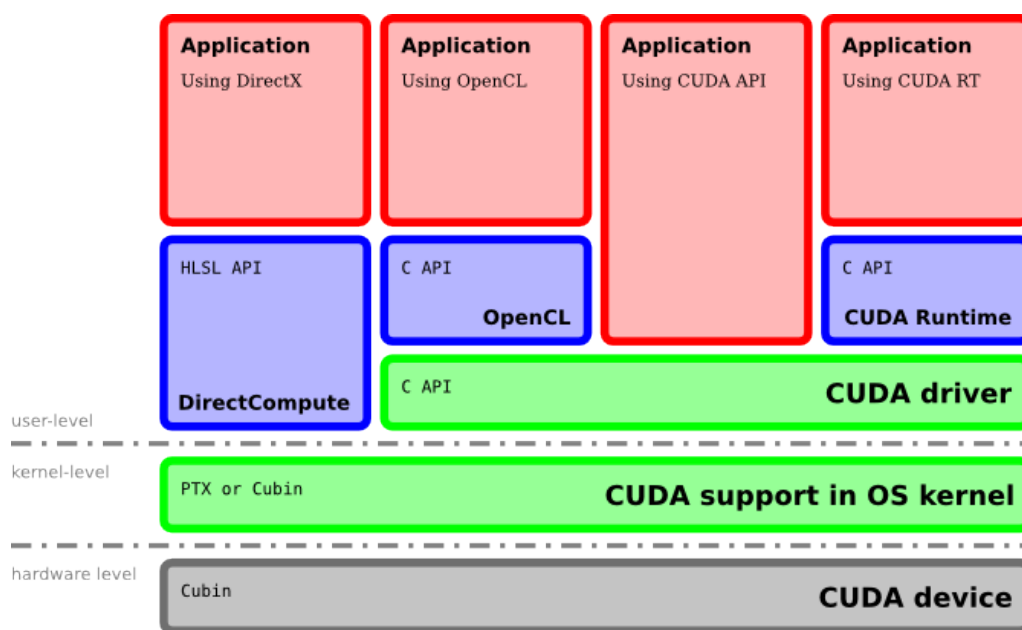 Application
Using DirectX
Application
Using OpenCL
Application
Using CUDA API
Application
Using CUDA RT
HLSL API
DirectCompute
C API
OpenCL
C API
CUDA Runtime
C API
CUDA driver
user-level
kernel-level
PTX or Cubin
CUDA support in OS kernel
hardware level
Cubin
CUDA device